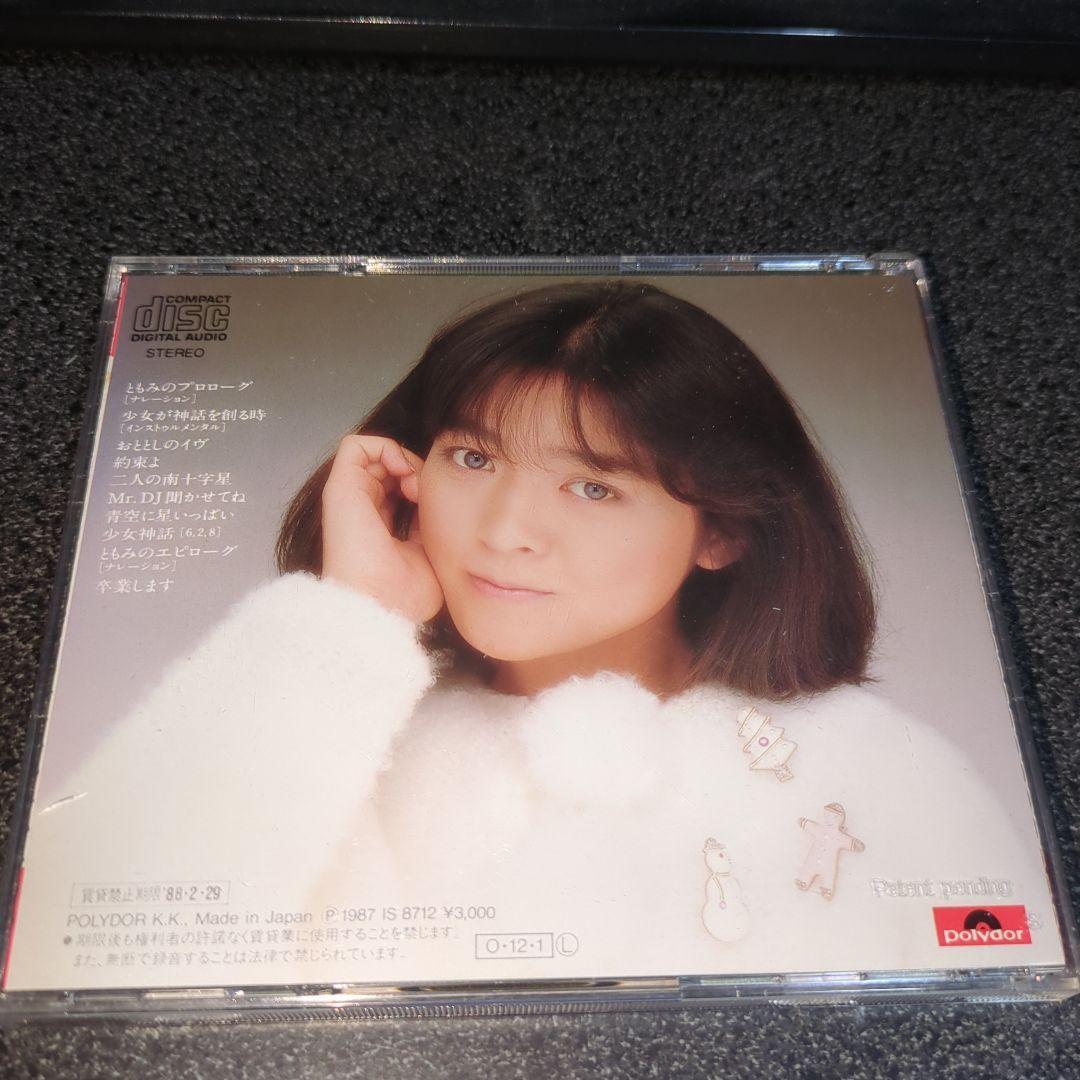 COMPACT
disc
DIGITAL AUDIO
STEREO
ともみのプロローグ
[ナレーション]
少女が神話を創る時
[インストゥルメンタル]
おととしのイヴ
約束よ
二人の南十字星
Mr. DJ聞かせてね
青空に星いっぱい
少女神話 [6,2,8]
ともみのエピローグ
[ナレーション]
卒業します
賃貸禁止期限 '88・2・29
POLYDOR K.K., Made in Japan Ⓟ1987 IS 8712 ¥3,000
●期限後も権利者の許諾なく賃貸業に使用することを禁じます。
また、無断で録音することは法律で禁じられています。
O・12・1 Ⓛ
Patent pending
polydor